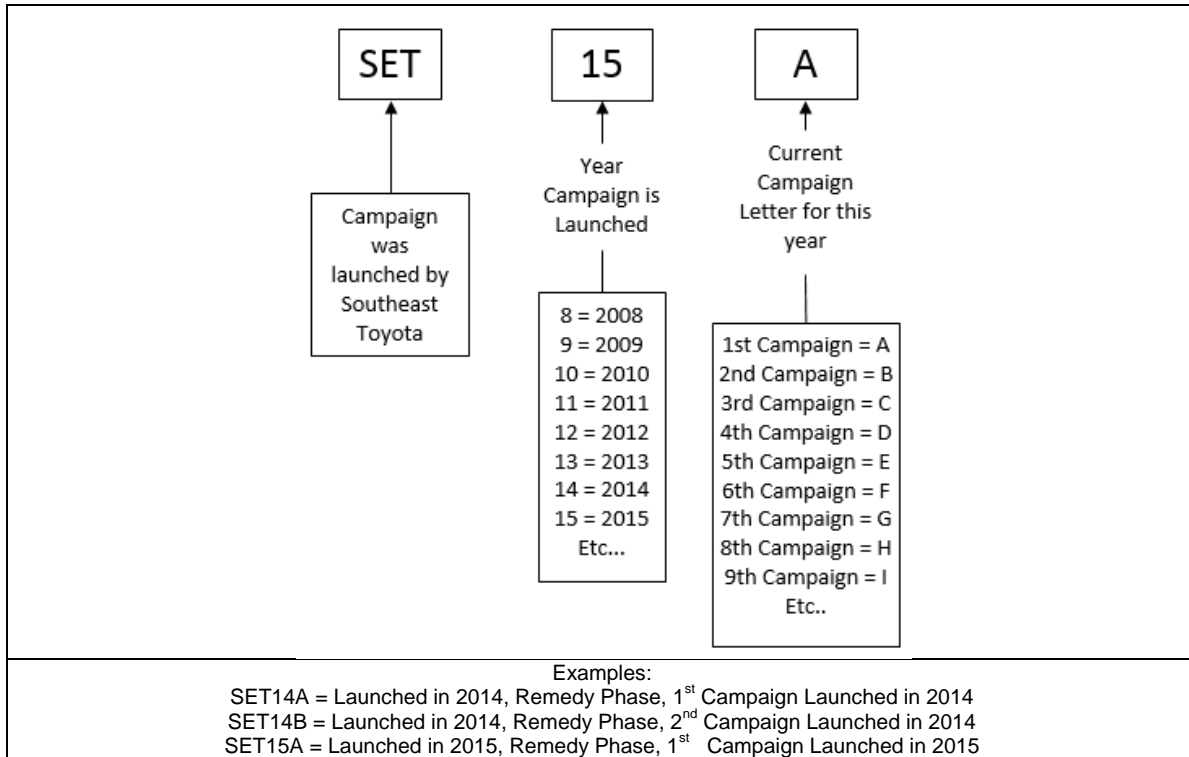 SET
15
A
Campaign
was
launched by
Southeast
Toyota
Year
Campaign is
Launched
8 = 2008
9 = 2009
10 = 2010
11 = 2011
12 = 2012
13 = 2013
14 = 2014
15 = 2015
Etc...
Current
Campaign
Letter for this
year
1st Campaign = A
2nd Campaign = B
3rd Campaign = C
4th Campaign = D
5th Campaign = E
6th Campaign = F
7th Campaign = G
8th Campaign = H
9th Campaign = I
Etc..
Examples:
SET14A = Launched in 2014, Remedy Phase, 1st Campaign Launched in 2014
SET14B = Launched in 2014, Remedy Phase, 2nd Campaign Launched in 2014
SET15A = Launched in 2015, Remedy Phase, 1st Campaign Launched in 2015